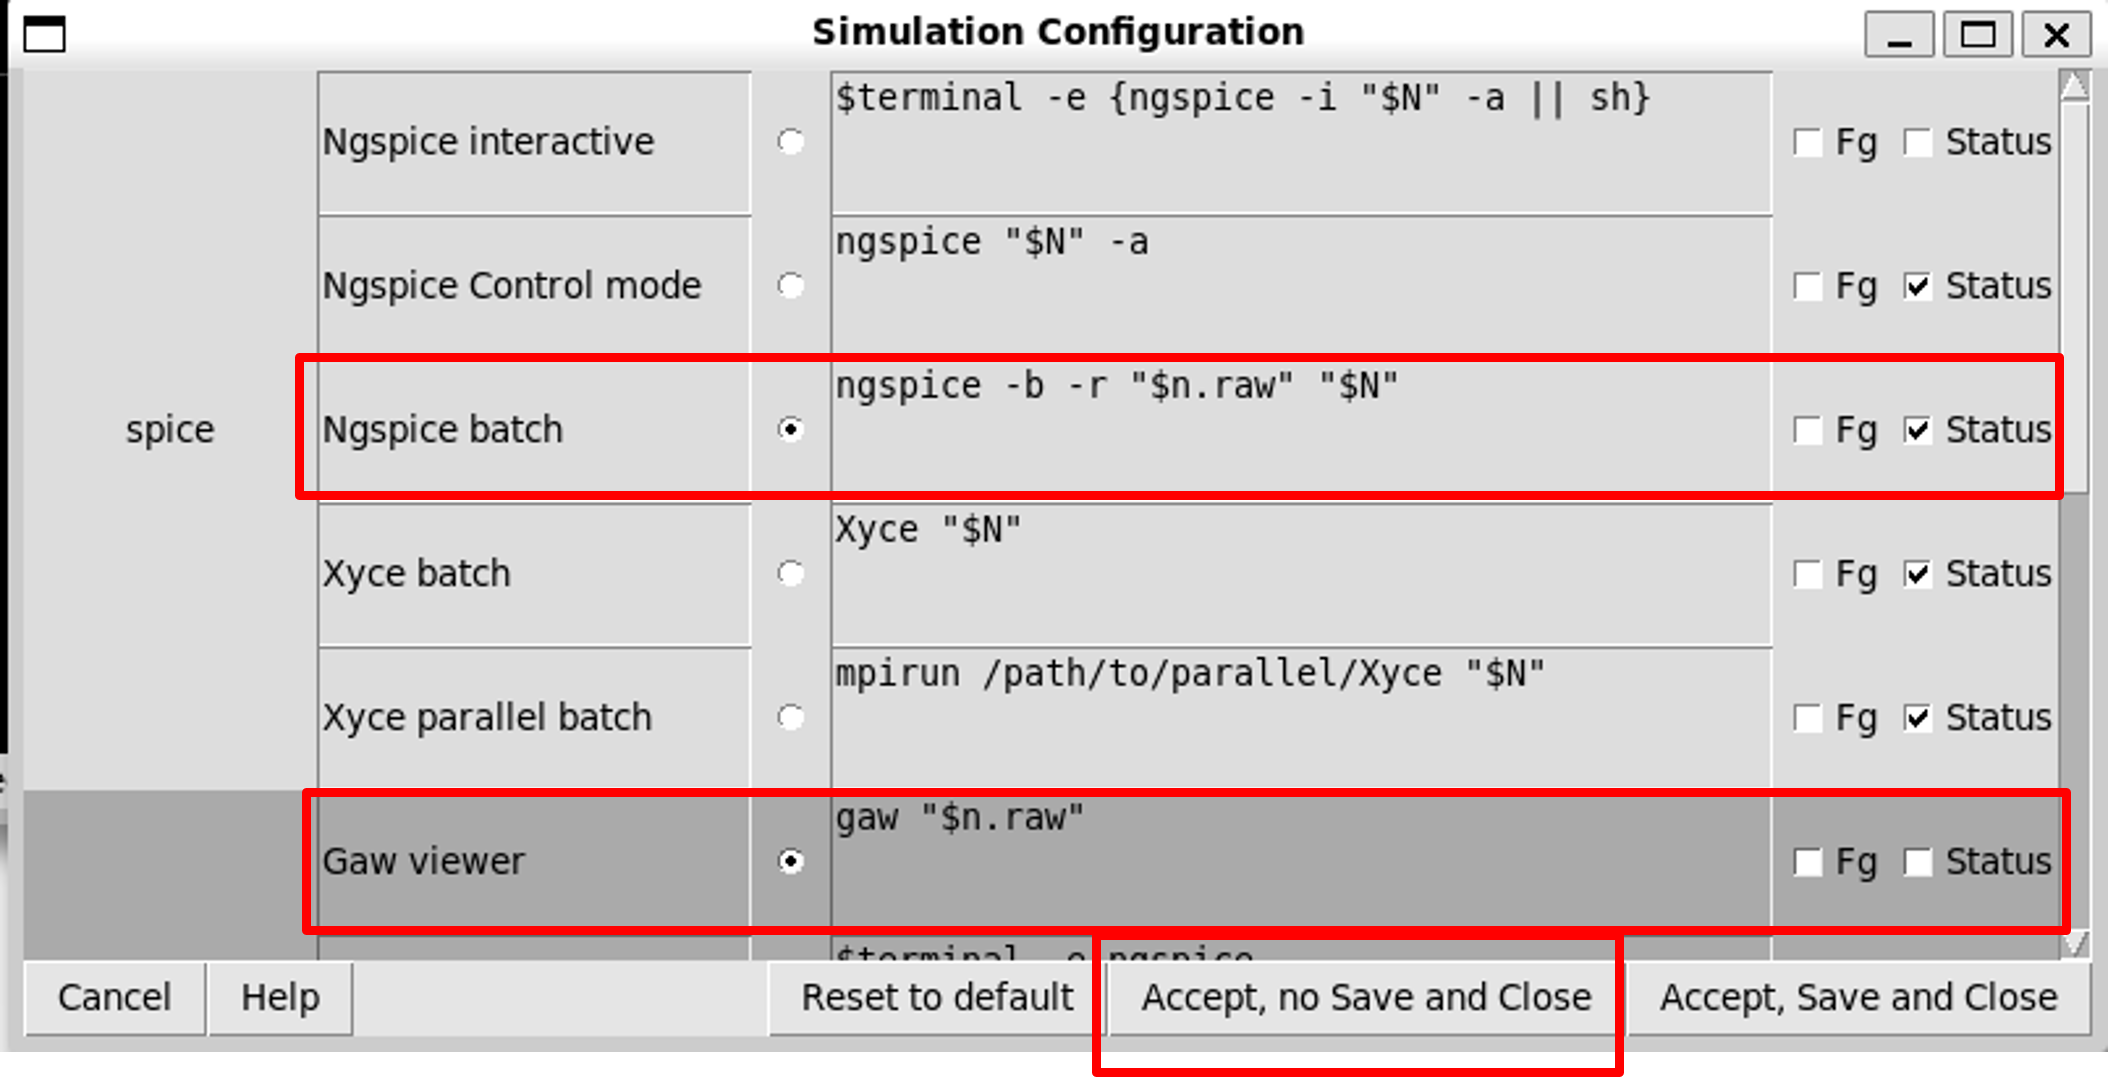 Simulation Configuration
$terminal -e {ngspice -i "$N" -a || sh}
Ngspice interactive
Fg Status
ngspice "$N" -a
Ngspice Control mode
Fg Status
ngspice -b -r "$n.raw" "$N"
spice
Ngspice batch
Fg Status
Xyce "$N"
Xyce batch
Fg Status
mpirun /path/to/parallel/Xyce "$N"
Xyce parallel batch
Fg Status
gaw "$n.raw"
Gaw viewer
Fg Status
$terminal -e ngspice
Cancel Help Reset to default Accept, no Save and Close Accept, Save and Close